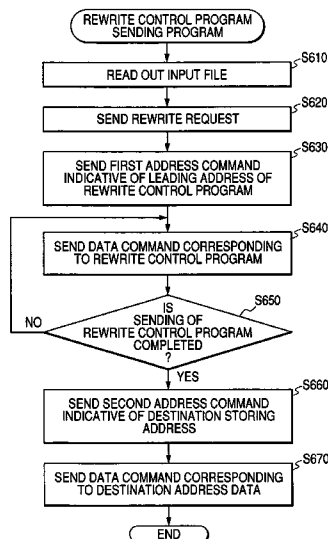 REWRITE CONTROL PROGRAM
SENDING PROGRAM
S610
READ OUT INPUT FILE
S620
SEND REWRITE REQUEST
S630
SEND FIRST ADDRESS COMMAND
INDICATIVE OF LEADING ADDRESS OF
REWRITE CONTROL PROGRAM
S640
SEND DATA COMMAND CORRESPONDING
TO REWRITE CONTROL PROGRAM
S650
IS
SENDING OF
REWRITE CONTROL PROGRAM
COMPLETED
?
NO
YES
S660
SEND SECOND ADDRESS COMMAND
INDICATIVE OF DESTINATION STORING
ADDRESS
S670
SEND DATA COMMAND CORRESPONDING
TO DESTINATION ADDRESS DATA
END